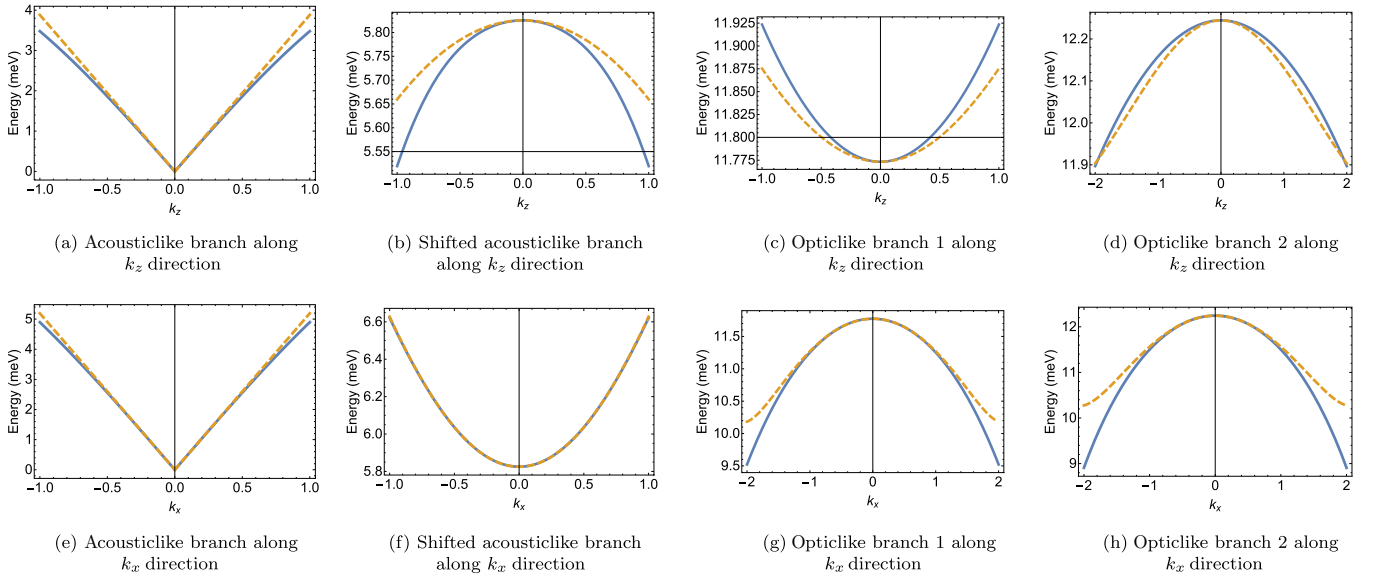 4
3
2
1
0
Energy (meV)
−1.0 −0.5 0.0 0.5 1.0
k_z
5.80
5.75
5.70
5.65
5.60
5.55
Energy (meV)
−1.0 −0.5 0.0 0.5 1.0
k_z
11.925
11.900
11.875
11.850
11.825
11.800
11.775
Energy (meV)
−1.0 −0.5 0.0 0.5 1.0
k_z
12.2
12.1
12.0
11.9
Energy (meV)
−2 −1 0 1 2
k_z
(a) Acousticlike branch along
k_z direction
(b) Shifted acousticlike branch
along k_z direction
(c) Opticlike branch 1 along
k_z direction
(d) Opticlike branch 2 along
k_z direction
5
4
3
2
1
0
Energy (meV)
−1.0 −0.5 0.0 0.5 1.0
k_x
6.6
6.4
6.2
6.0
5.8
Energy (meV)
−1.0 −0.5 0.0 0.5 1.0
k_x
11.5
11.0
10.5
10.0
9.5
Energy (meV)
−2 −1 0 1 2
k_x
12
11
10
9
Energy (meV)
−2 −1 0 1 2
k_x
(e) Acousticlike branch along
k_x direction
(f) Shifted acousticlike branch
along k_x direction
(g) Opticlike branch 1 along
k_x direction
(h) Opticlike branch 2 along
k_x direction